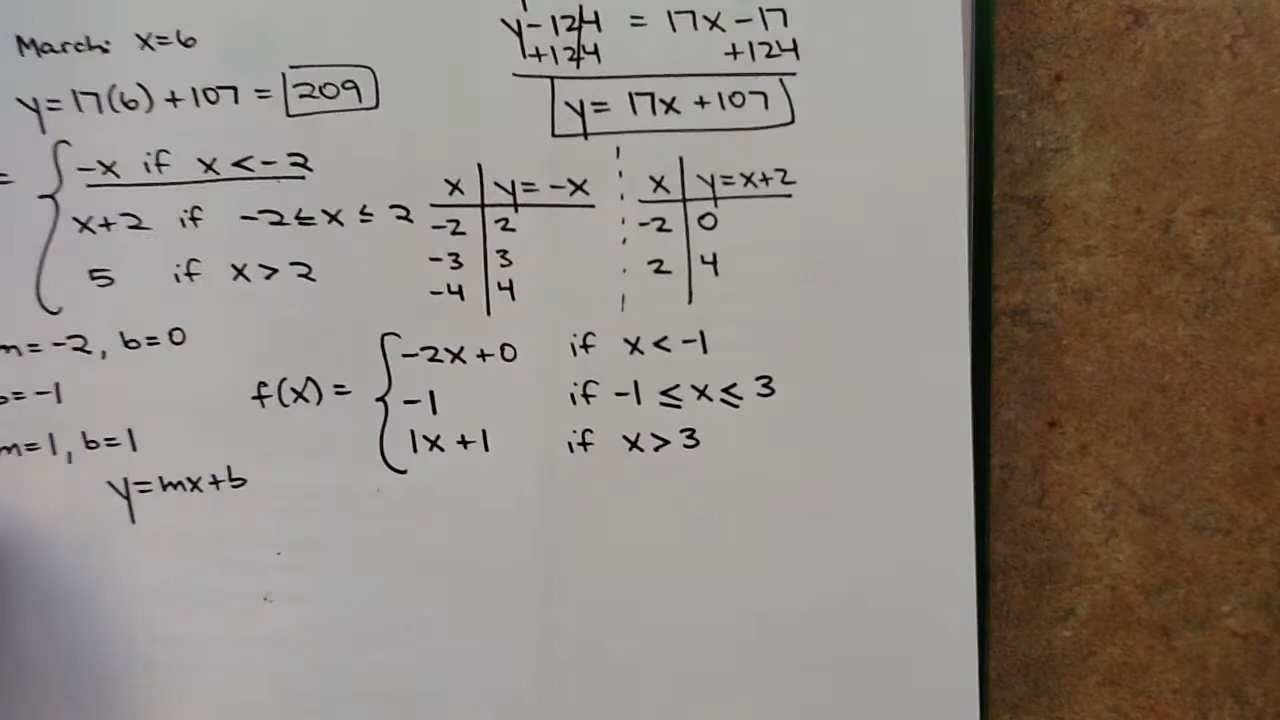 March: x=6
y=17(6)+107 = 209
y-124 = 17x-17
+124 +124
y= 17x+107
= { -x if x<-2
x+2 if -2≤x≤2
5 if x>2
x | y=-x
-2 | 2
-3 | 3
-4 | 4
x | y=x+2
-2 | 0
2 | 4
m=-2, b=0
b=-1
m=1, b=1
y=mx+b
f(x)= { -2x+0 if x<-1
-1 if -1≤x≤3
1x+1 if x>3